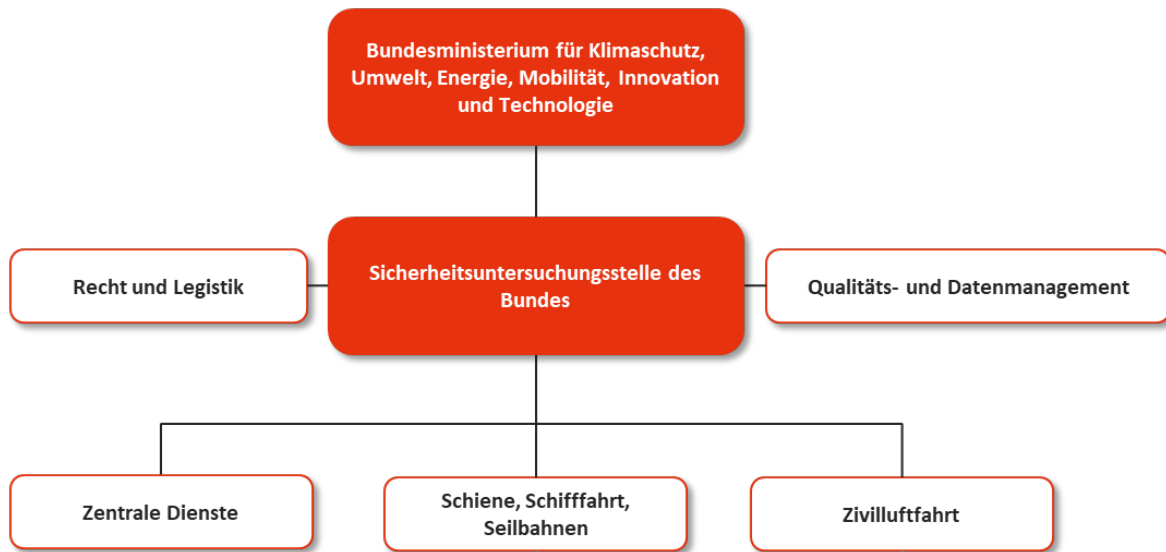 Bundesministerium für Klimaschutz,
Umwelt, Energie, Mobilität, Innovation
und Technologie
Recht und Legistik
Sicherheitsuntersuchungsstelle des
Bundes
Qualitäts- und Datenmanagement
Zentrale Dienste
Schiene, Schifffahrt,
Seilbahnen
Zivilluftfahrt